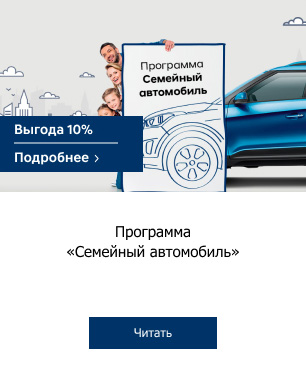 Программа
Семейный
автомобиль
Выгода 10%
Подробнее >
Программа
«Семейный автомобиль»
Читать